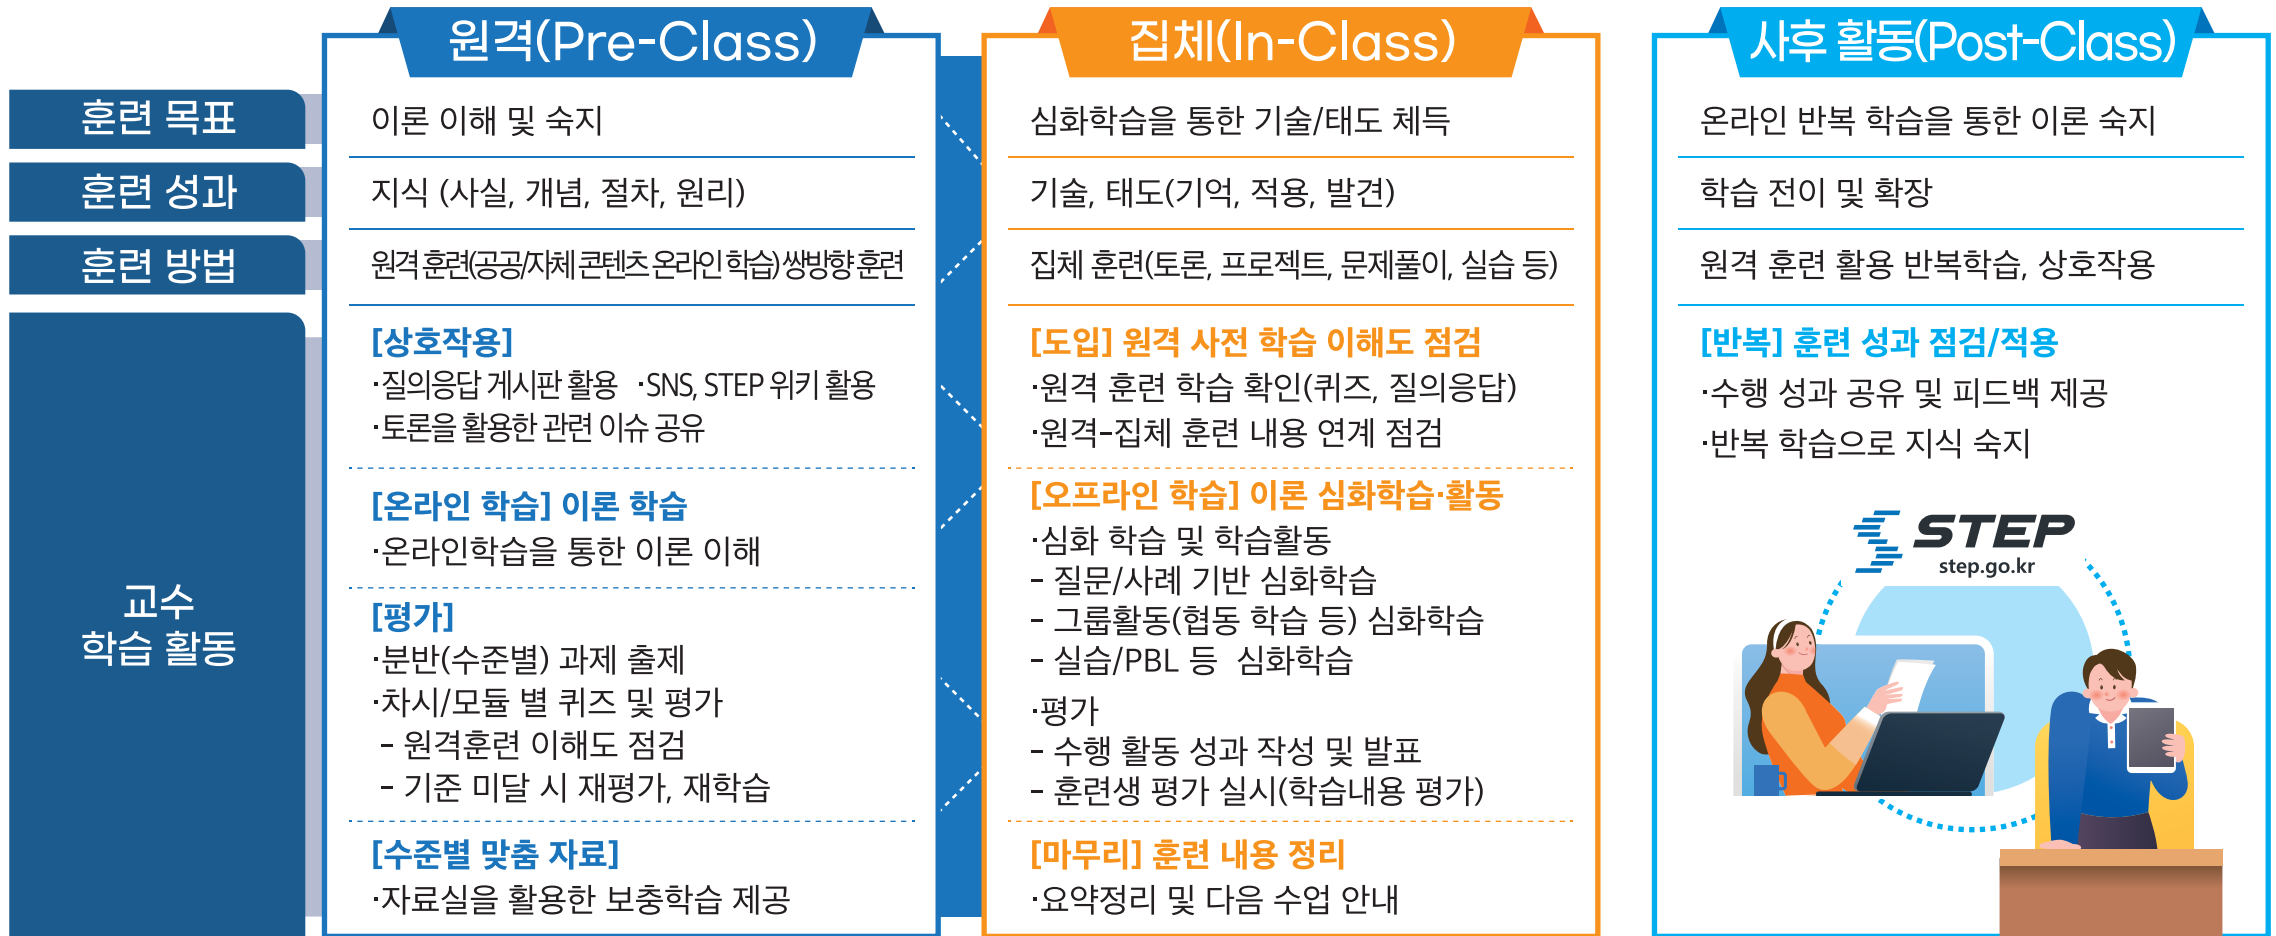 원격(Pre-Class)
집체(In-Class)
사후 활동(Post-Class)
훈련 목표
이론 이해 및 숙지
심화학습을 통한 기술/태도 체득
온라인 반복 학습을 통한 이론 숙지
훈련 성과
지식 (사실, 개념, 절차, 원리)
기술, 태도(기억, 적용, 발견)
학습 전이 및 확장
훈련 방법
원격 훈련(공공/자체 콘텐츠 온라인 학습) 쌍방향 훈련
집체 훈련(토론, 프로젝트, 문제풀이, 실습 등)
원격 훈련 활용 반복학습, 상호작용
교수
학습 활동
[상호작용]
·질의응답 게시판 활용 ·SNS, STEP 위키 활용
·토론을 활용한 관련 이슈 공유
[온라인 학습] 이론 학습
·온라인학습을 통한 이론 이해
[평가]
·분반(수준별) 과제 출제
·차시/모듈 별 퀴즈 및 평가
- 원격훈련 이해도 점검
- 기준 미달 시 재평가, 재학습
[수준별 맞춤 자료]
·자료실을 활용한 보충학습 제공
[도입] 원격 사전 학습 이해도 점검
·원격 훈련 학습 확인(퀴즈, 질의응답)
·원격-집체 훈련 내용 연계 점검
[오프라인 학습] 이론 심화학습·활동
·심화 학습 및 학습활동
- 질문/사례 기반 심화학습
- 그룹활동(협동 학습 등) 심화학습
- 실습/PBL 등 심화학습
·평가
- 수행 활동 성과 작성 및 발표
- 훈련생 평가 실시(학습내용 평가)
[마무리] 훈련 내용 정리
·요약정리 및 다음 수업 안내
[반복] 훈련 성과 점검/적용
·수행 성과 공유 및 피드백 제공
·반복 학습으로 지식 숙지
STEP
step.go.kr